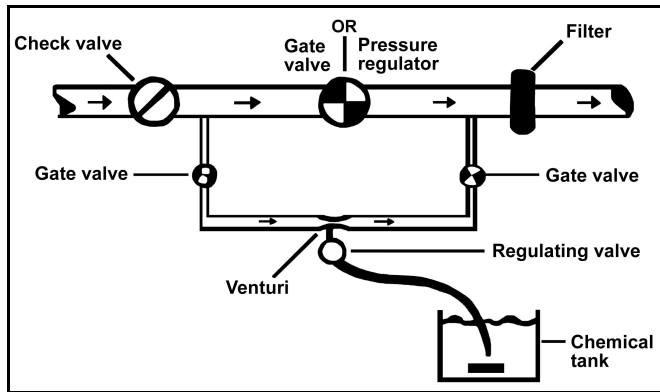 Check valve
OR
Gate
valve
Pressure
regulator
Filter
Gate valve
Gate valve
Venturi
Regulating valve
Chemical
tank